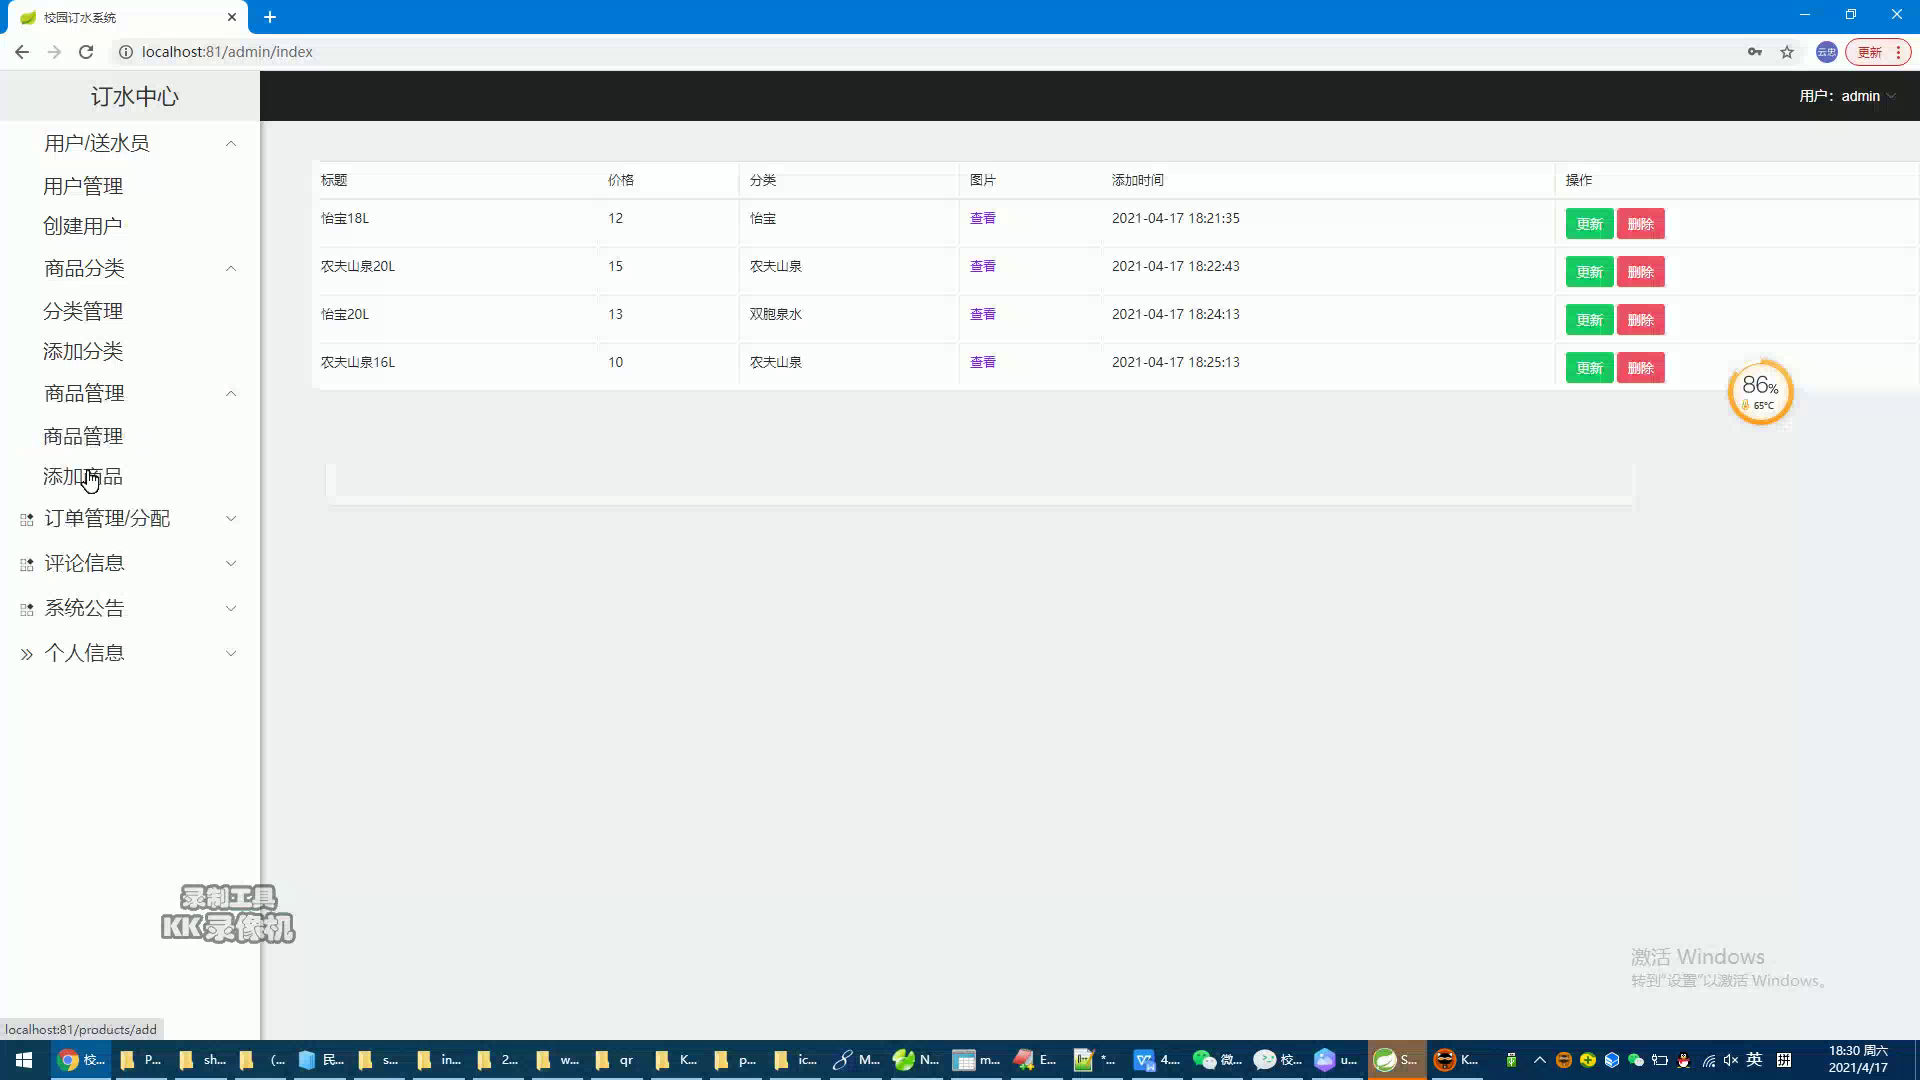 校园订水系统
localhost:81/admin/index
云忠
更新
订水中心
用户：admin
用户/送水员
用户管理
创建用户
商品分类
分类管理
添加分类
商品管理
商品管理
添加商品
订单管理/分配
评论信息
系统公告
个人信息
标题 价格 分类 图片 添加时间 操作
怡宝18L 12 怡宝 查看 2021-04-17 18:21:35 更新 删除
农夫山泉20L 15 农夫山泉 查看 2021-04-17 18:22:43 更新 删除
怡宝20L 13 双胞泉水 查看 2021-04-17 18:24:13 更新 删除
农夫山泉16L 10 农夫山泉 查看 2021-04-17 18:25:13 更新 删除
86%
65°C
录制工具
KK录像机
激活 Windows
转到"设置"以激活 Windows。
localhost:81/products/add
校... P... sh... (... 民... s... in... 2... w... qr K... p... ic... M... N... m... E... *... 4.... 微... 校... u... S... K... 英 拼
18:30 周六
2021/4/17